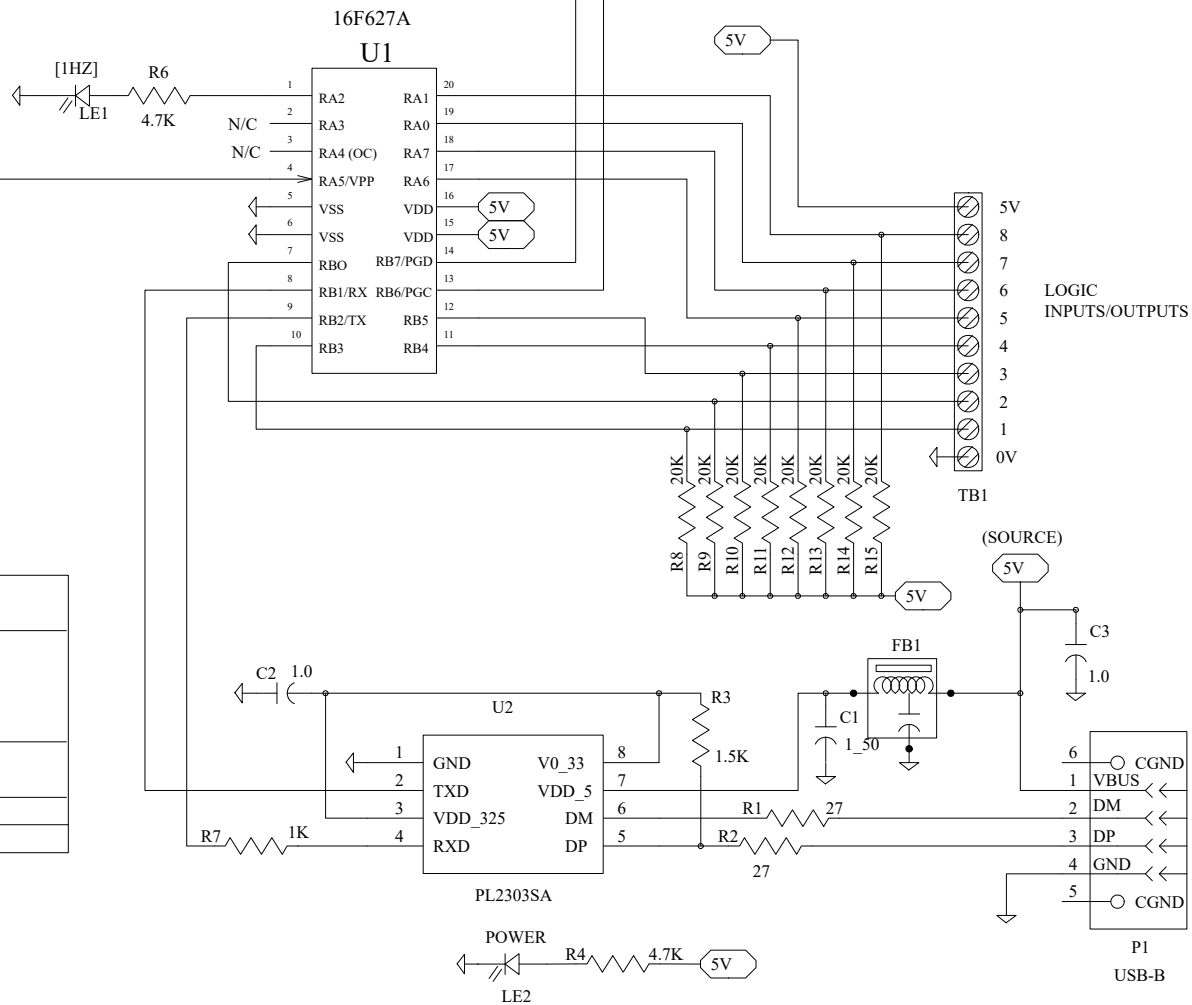 16F627A
U1
5V
[1HZ]
R6
LE1
4.7K
1
RA2
2
N/C
RA3
3
N/C
RA4 (OC)
4
RA5/VPP
5
VSS
6
VSS
7
RBO
8
RB1/RX
9
RB2/TX
10
RB3
20
RA1
19
RA0
18
RA7
17
RA6
16
VDD
5V
15
VDD
5V
14
RB7/PGD
13
RB6/PGC
12
RB5
11
RB4
5V
8
7
6
5
4
3
2
1
0V
LOGIC
INPUTS/OUTPUTS
TB1
20K
20K
20K
20K
20K
20K
20K
20K
R8
R9
R10
R11
R12
R13
R14
R15
5V
(SOURCE)
5V
C3
1.0
FB1
C2
1.0
U2
R3
1.5K
C1
1_50
1
GND
2
TXD
3
VDD_325
4
RXD
V0_33
8
VDD_5
7
DM
6
DP
5
R7
1K
R1
27
R2
27
PL2303SA
6
CGND
1
VBUS
2
DM
3
DP
4
GND
5
CGND
P1
USB-B
POWER
R4
4.7K
5V
LE2